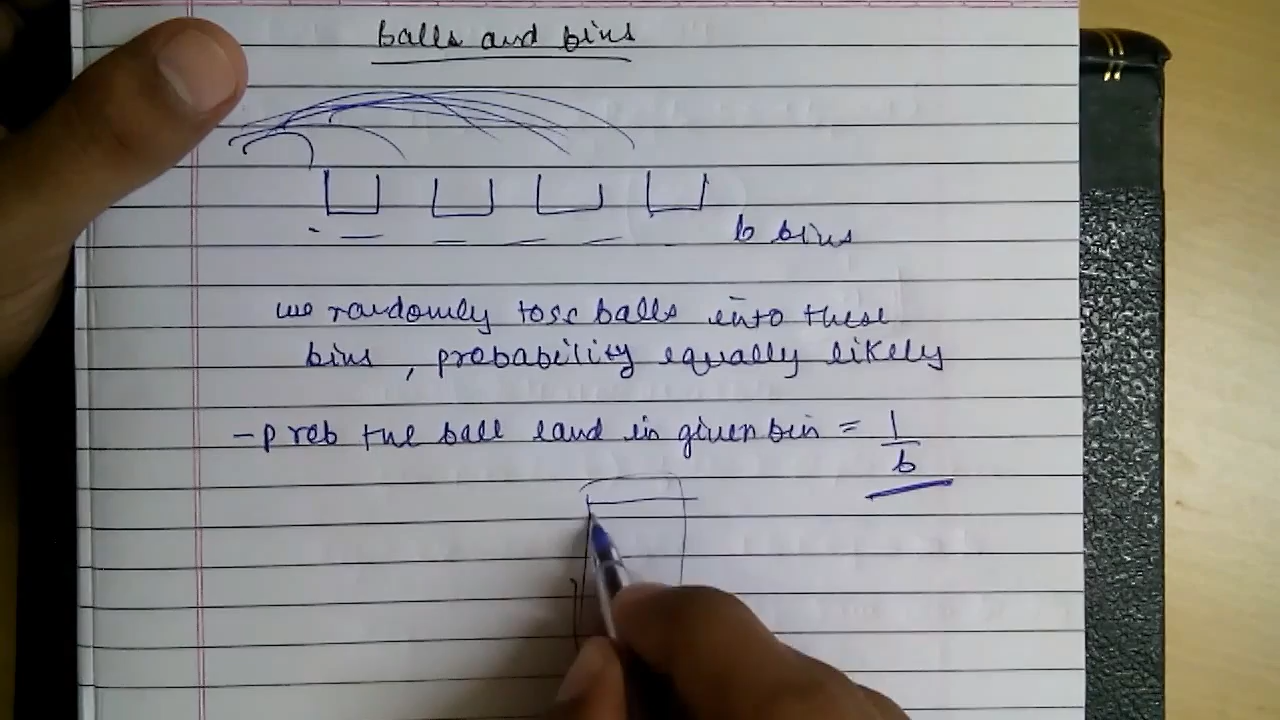 balls and bins
b bins
we randomly toss balls into these
bins, probability equally likely
- prob the ball land in given bin = 1/b